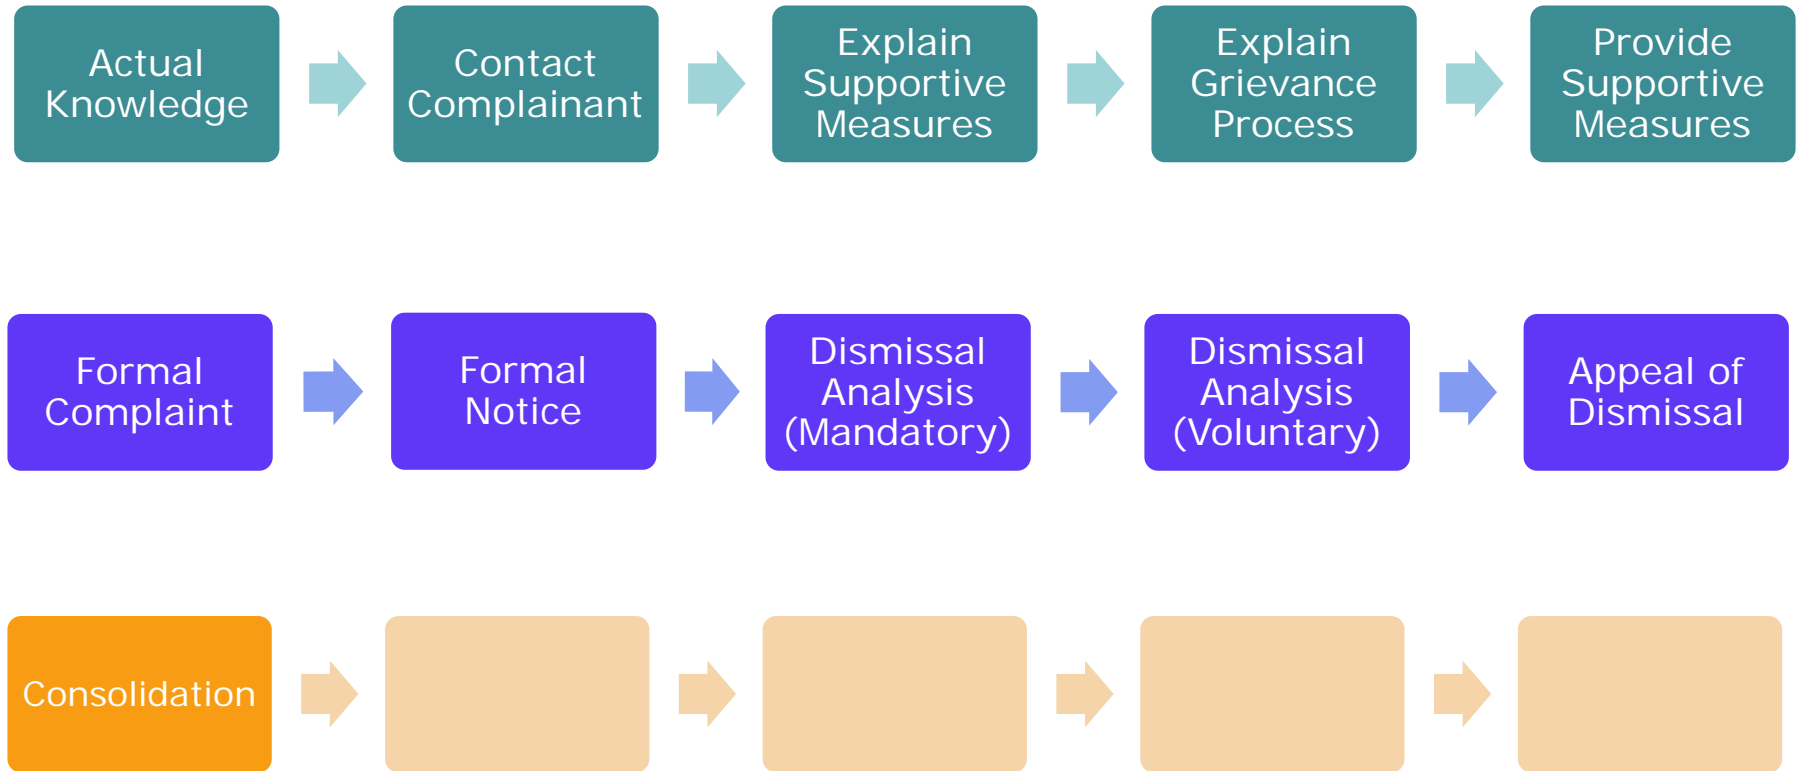 Actual
Knowledge
Contact
Complainant
Explain
Supportive
Measures
Explain
Grievance
Process
Provide
Supportive
Measures
Formal
Complaint
Formal
Notice
Dismissal
Analysis
(Mandatory)
Dismissal
Analysis
(Voluntary)
Appeal of
Dismissal
Consolidation